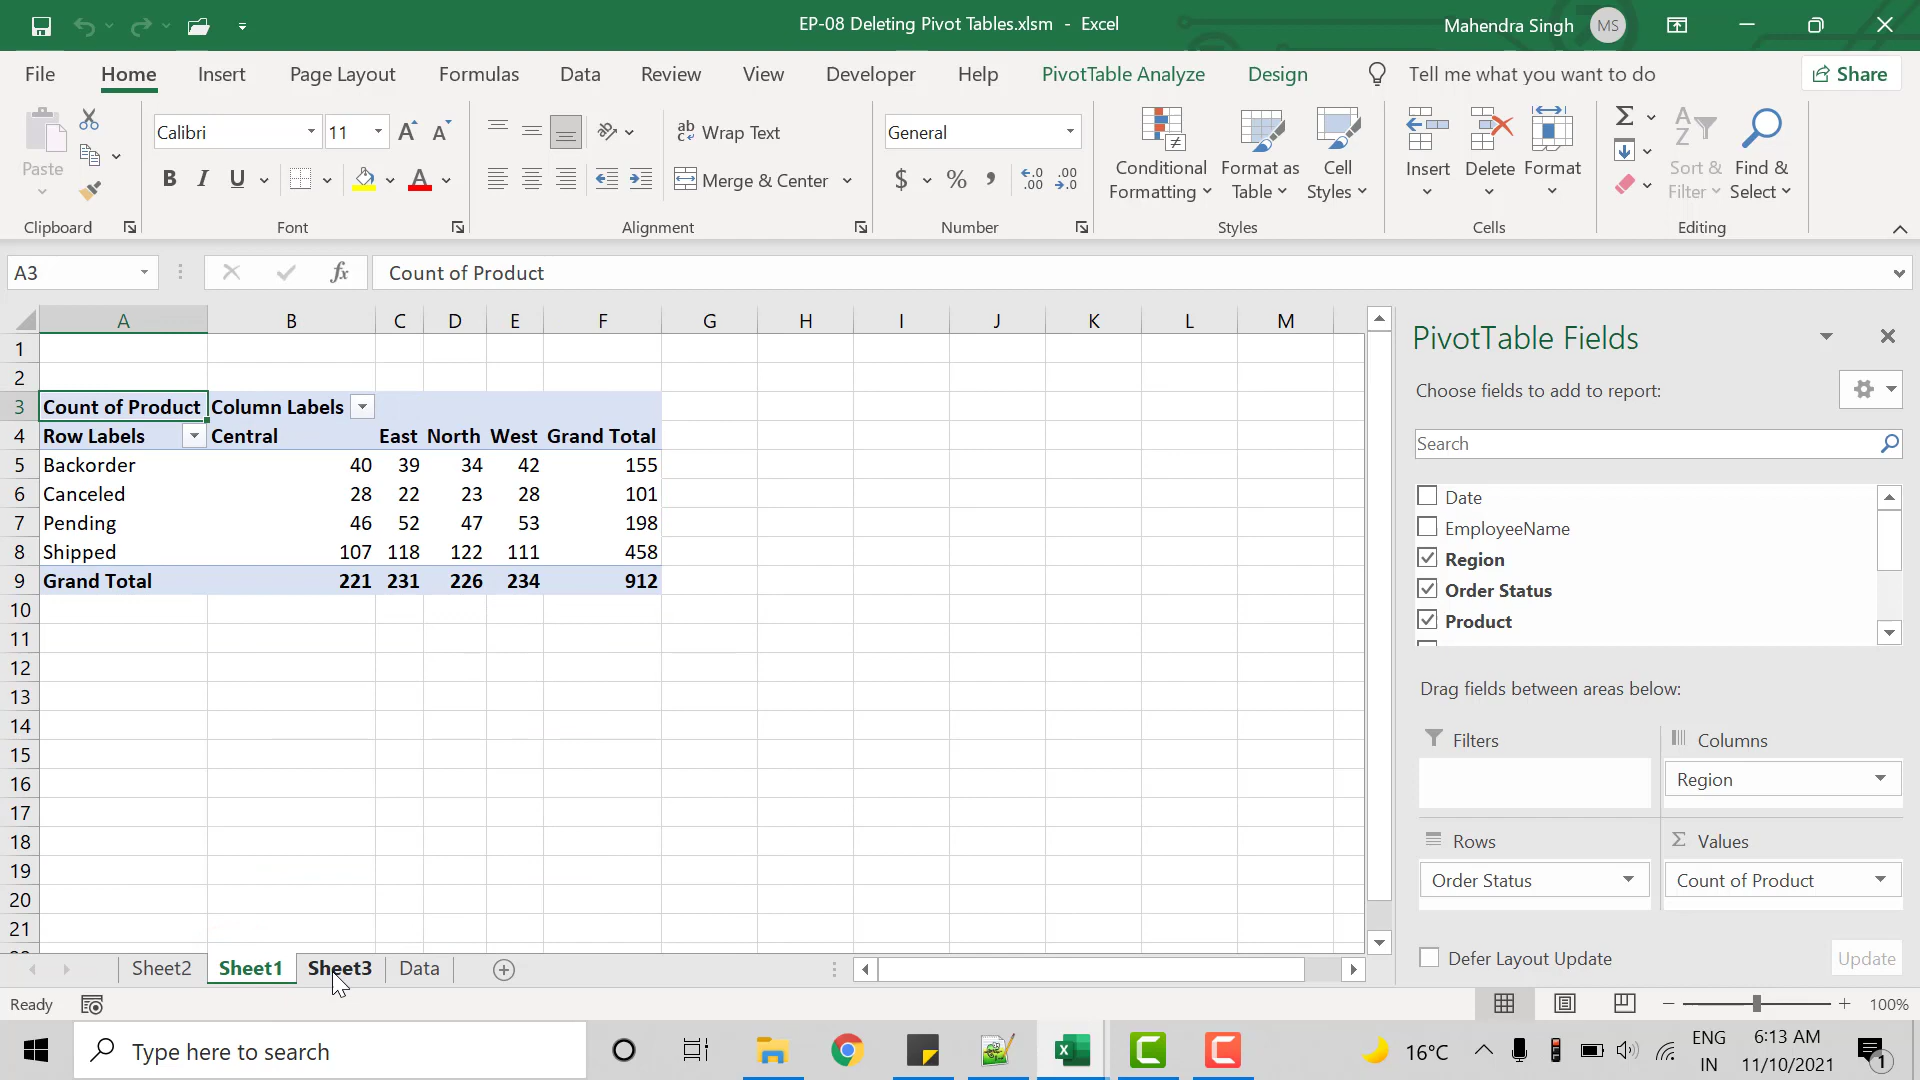 EP-08 Deleting Pivot Tables.xlsm - Excel
Mahendra Singh MS
File Home Insert Page Layout Formulas Data Review View Developer Help PivotTable Analyze Design Tell me what you want to do Share
Paste
Calibri 11
Wrap Text
General
B I U
Merge & Center
$ % ,
Conditional Formatting
Format as Table
Cell Styles
Insert
Delete
Format
Sort & Filter
Find & Select
Clipboard Font Alignment Number Styles Cells Editing
A3 fx Count of Product
A B C D E F G H I J K L M
1
2
3 Count of Product Column Labels
4 Row Labels Central East North West Grand Total
5 Backorder 40 39 34 42 155
6 Canceled 28 22 23 28 101
7 Pending 46 52 47 53 198
8 Shipped 107 118 122 111 458
9 Grand Total 221 231 226 234 912
10
11
12
13
14
15
16
17
18
19
20
21
PivotTable Fields
Choose fields to add to report:
Search
Date
EmployeeName
Region
Order Status
Product
Drag fields between areas below:
Filters
Columns
Region
Rows
Σ Values
Order Status
Count of Product
Defer Layout Update
Update
Sheet2 Sheet1 Sheet3 Data
Ready
100%
Type here to search
16°C
ENG
IN
6:13 AM
11/10/2021
1